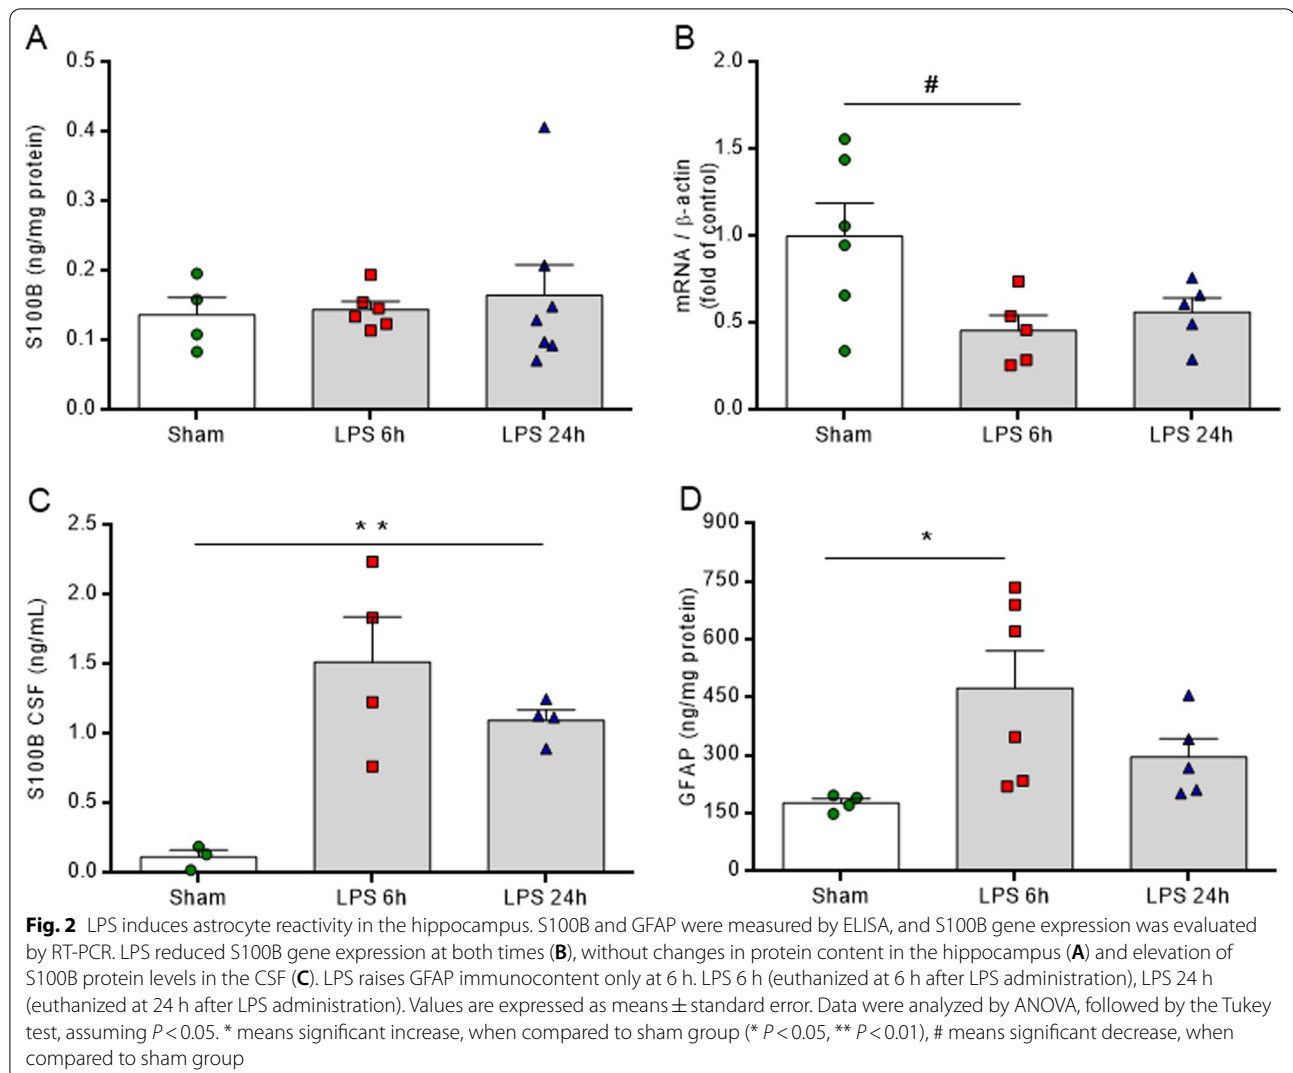 A
S100B (ng/mg protein)
0.5
0.4
0.3
0.2
0.1
0.0
Sham LPS 6h LPS 24h
B
mRNA / β-actin
(fold of control)
2.0
1.5
1.0
0.5
0.0
#
Sham LPS 6h LPS 24h
C
S100B CSF (ng/mL)
2.5
2.0
1.5
1.0
0.5
0.0
* *
Sham LPS 6h LPS 24h
D
GFAP (ng/mg protein)
900
750
600
450
300
150
0
*
Sham LPS 6h LPS 24h
Fig. 2 LPS induces astrocyte reactivity in the hippocampus. S100B and GFAP were measured by ELISA, and S100B gene expression was evaluated
by RT-PCR. LPS reduced S100B gene expression at both times (B), without changes in protein content in the hippocampus (A) and elevation of
S100B protein levels in the CSF (C). LPS raises GFAP immunocontent only at 6 h. LPS 6 h (euthanized at 6 h after LPS administration), LPS 24 h
(euthanized at 24 h after LPS administration). Values are expressed as means ± standard error. Data were analyzed by ANOVA, followed by the Tukey
test, assuming P < 0.05. * means significant increase, when compared to sham group (* P < 0.05, ** P < 0.01), # means significant decrease, when
compared to sham group